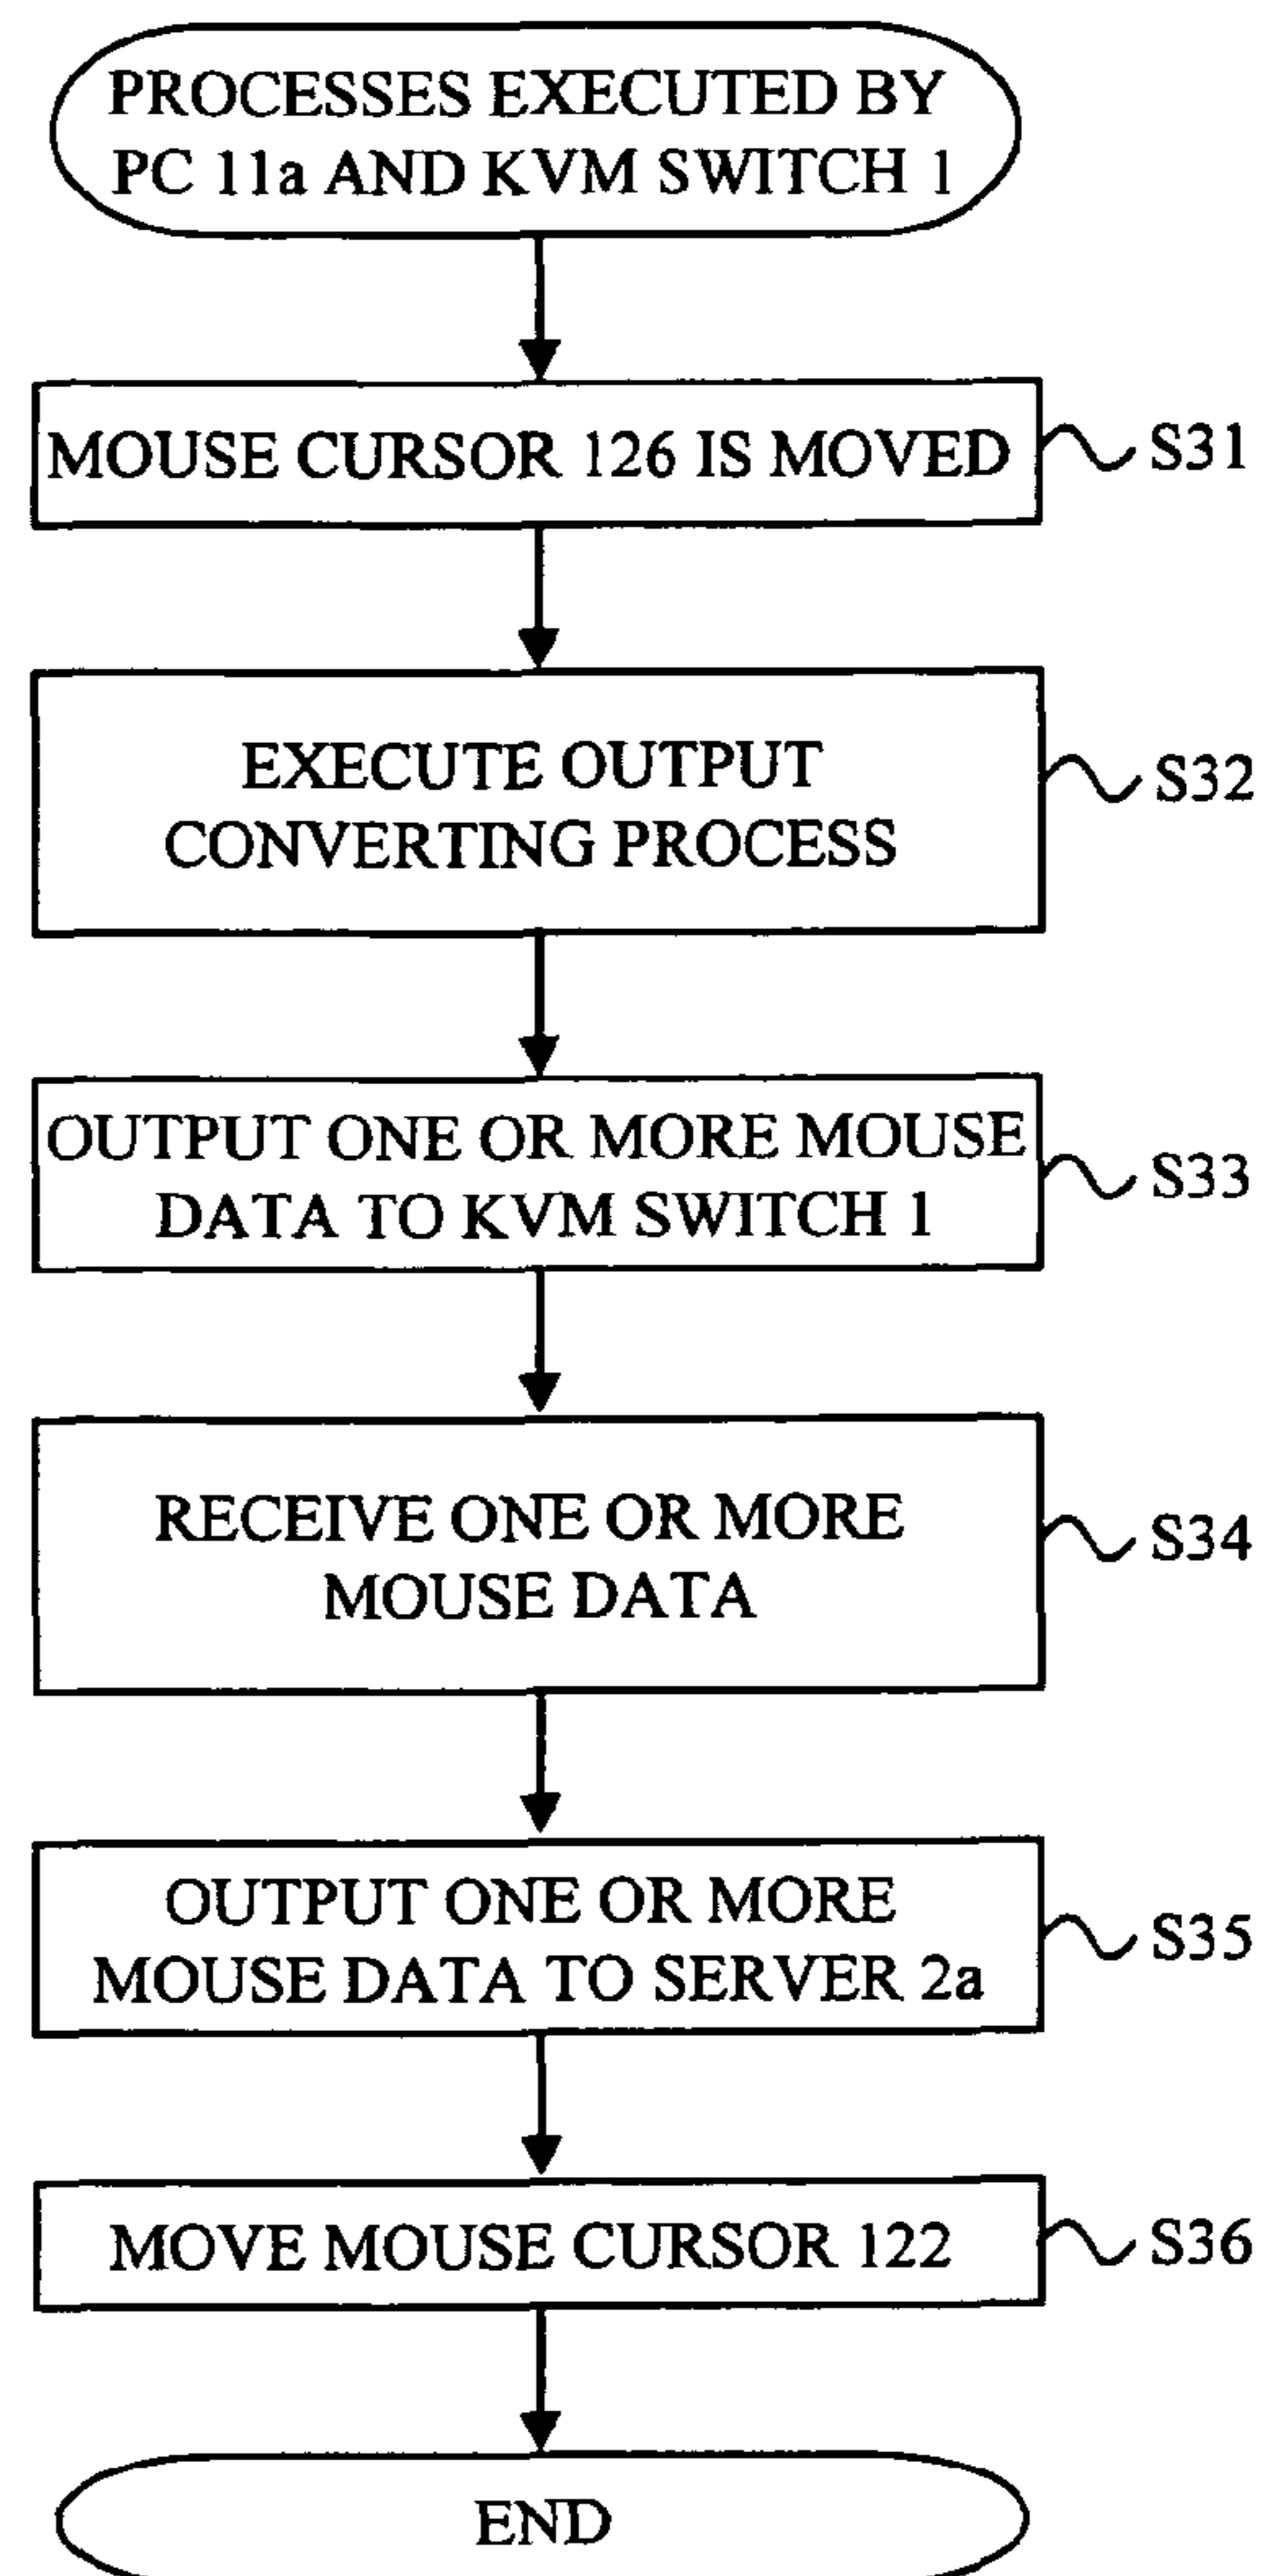 PROCESSES EXECUTED BY
PC 11a AND KVM SWITCH 1
MOUSE CURSOR 126 IS MOVED
S31
EXECUTE OUTPUT
CONVERTING PROCESS
S32
OUTPUT ONE OR MORE MOUSE
DATA TO KVM SWITCH 1
S33
RECEIVE ONE OR MORE
MOUSE DATA
S34
OUTPUT ONE OR MORE
MOUSE DATA TO SERVER 2a
S35
MOVE MOUSE CURSOR 122
S36
END